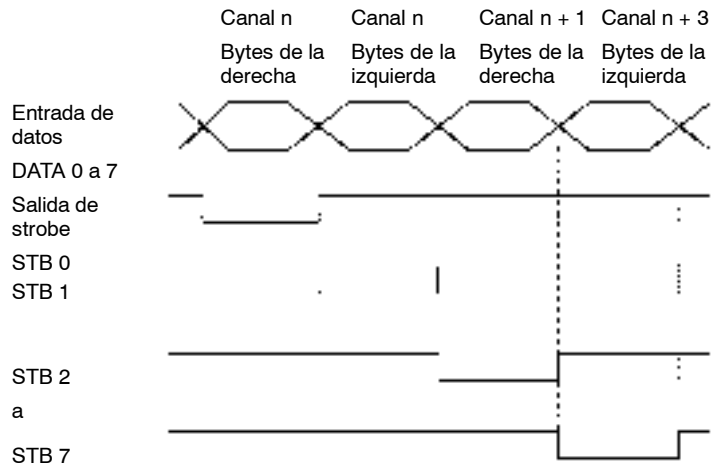 Canal n Canal n Canal n + 1 Canal n + 3
Bytes de la Bytes de la Bytes de la Bytes de la
derecha izquierda derecha izquierda
Entrada de
datos
DATA 0 a 7
Salida de
strobe
STB 0
STB 1
STB 2
a
STB 7